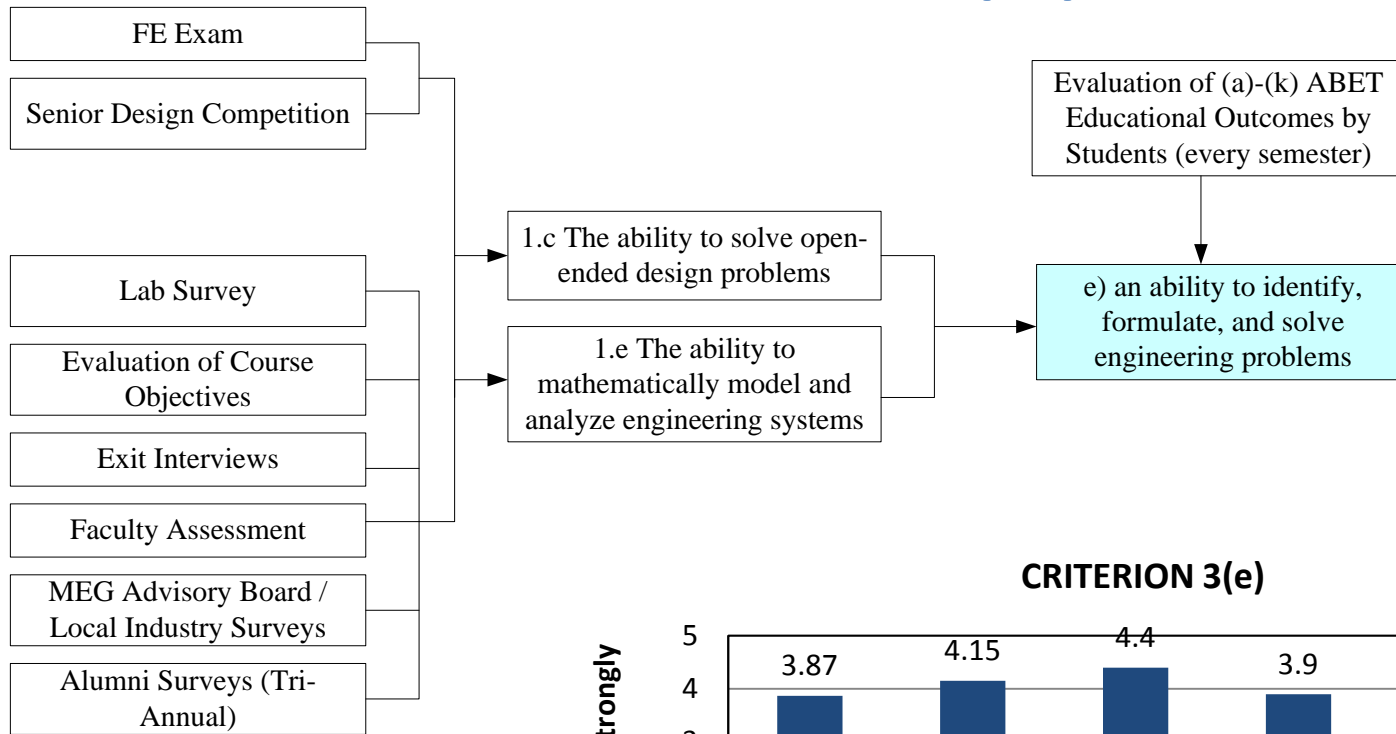 FE Exam
Senior Design Competition
Evaluation of (a)-(k) ABET
Educational Outcomes by
Students (every semester)
1.c The ability to solve open-
ended design problems
Lab Survey
e) an ability to identify,
formulate, and solve
engineering problems
Evaluation of Course
Objectives
1.e The ability to
mathematically model and
analyze engineering systems
Exit Interviews
Faculty Assessment
MEG Advisory Board /
Local Industry Surveys
Alumni Surveys (Tri-
Annual)
CRITERION 3(e)
trongly
5
4
3.87
4.15
4.4
3.9